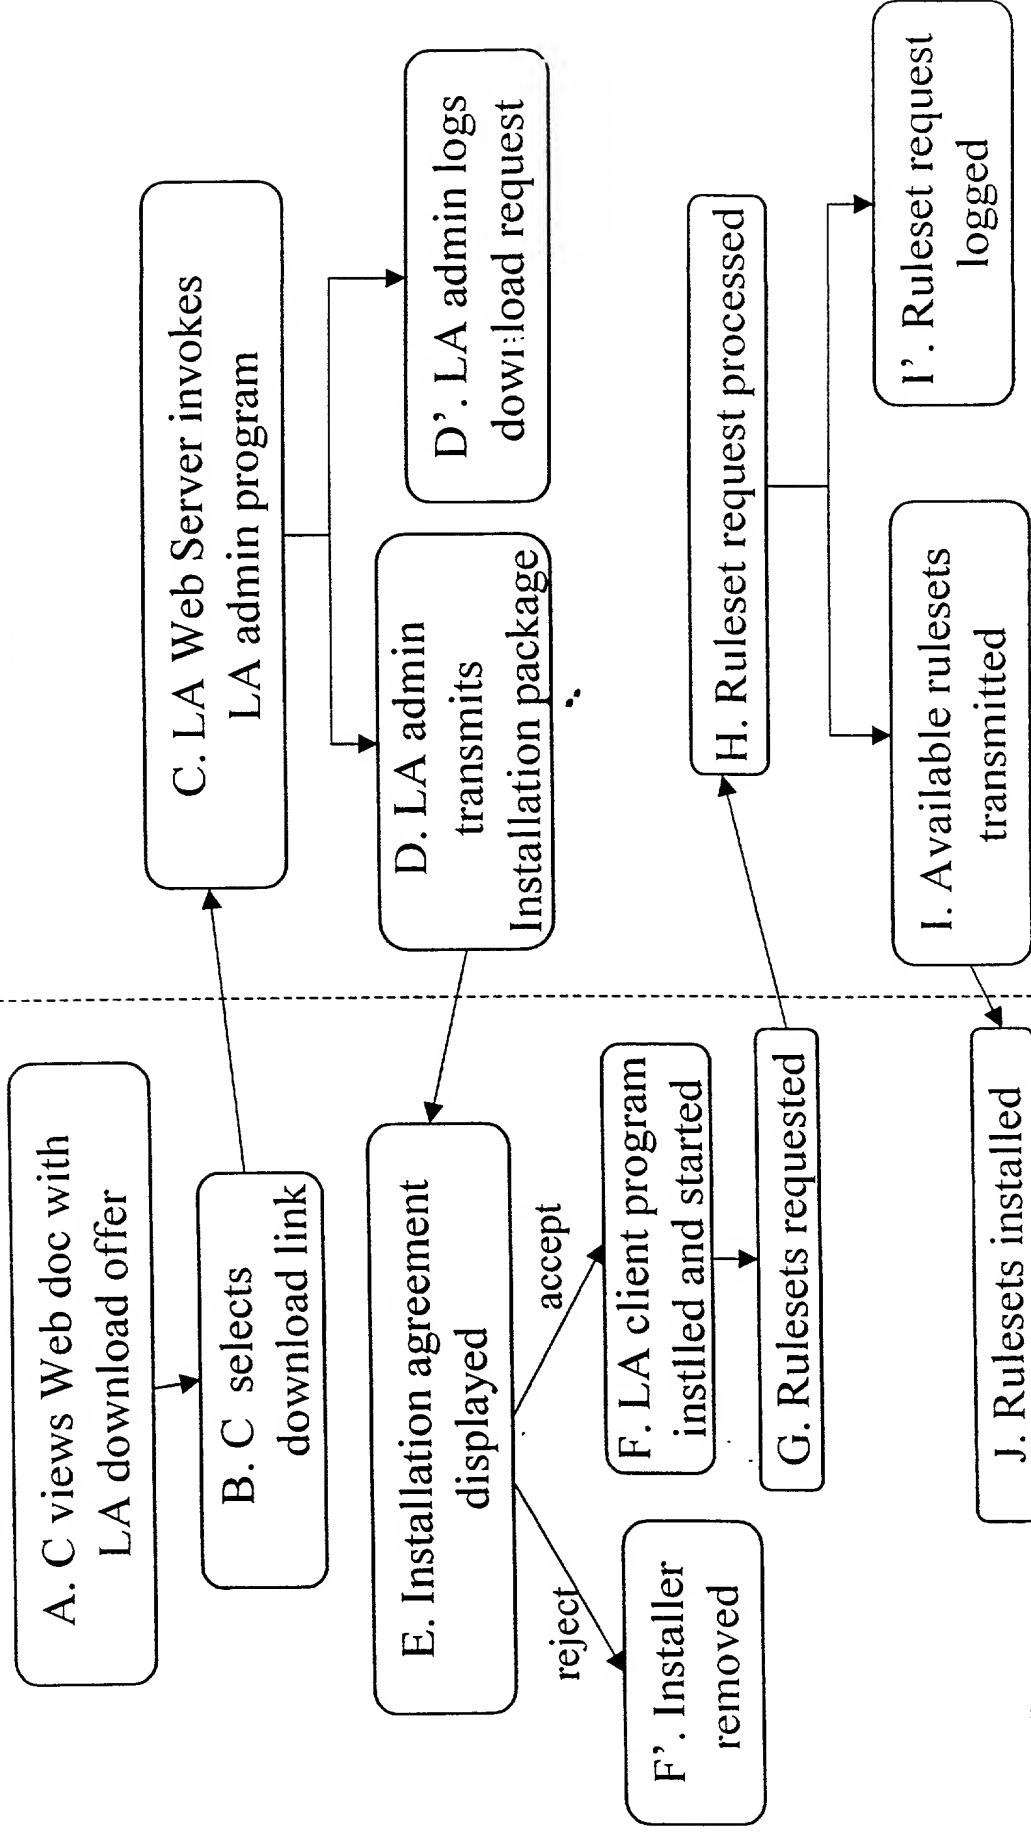 A. C views Web doc with
LA download offer
B. C selects
download link
C. LA Web Server invokes
LA admin program
D. LA admin
transmits
Installation package
D'. LA admin logs
download request
E. Installation agreement
displayed
reject
accept
F'. Installer
removed
F. LA client program
instlled and started
G. Rulesets requested
H. Ruleset request processed
I. Available rulesets
transmitted
I'. Ruleset request
logged
J. Rulesets installed